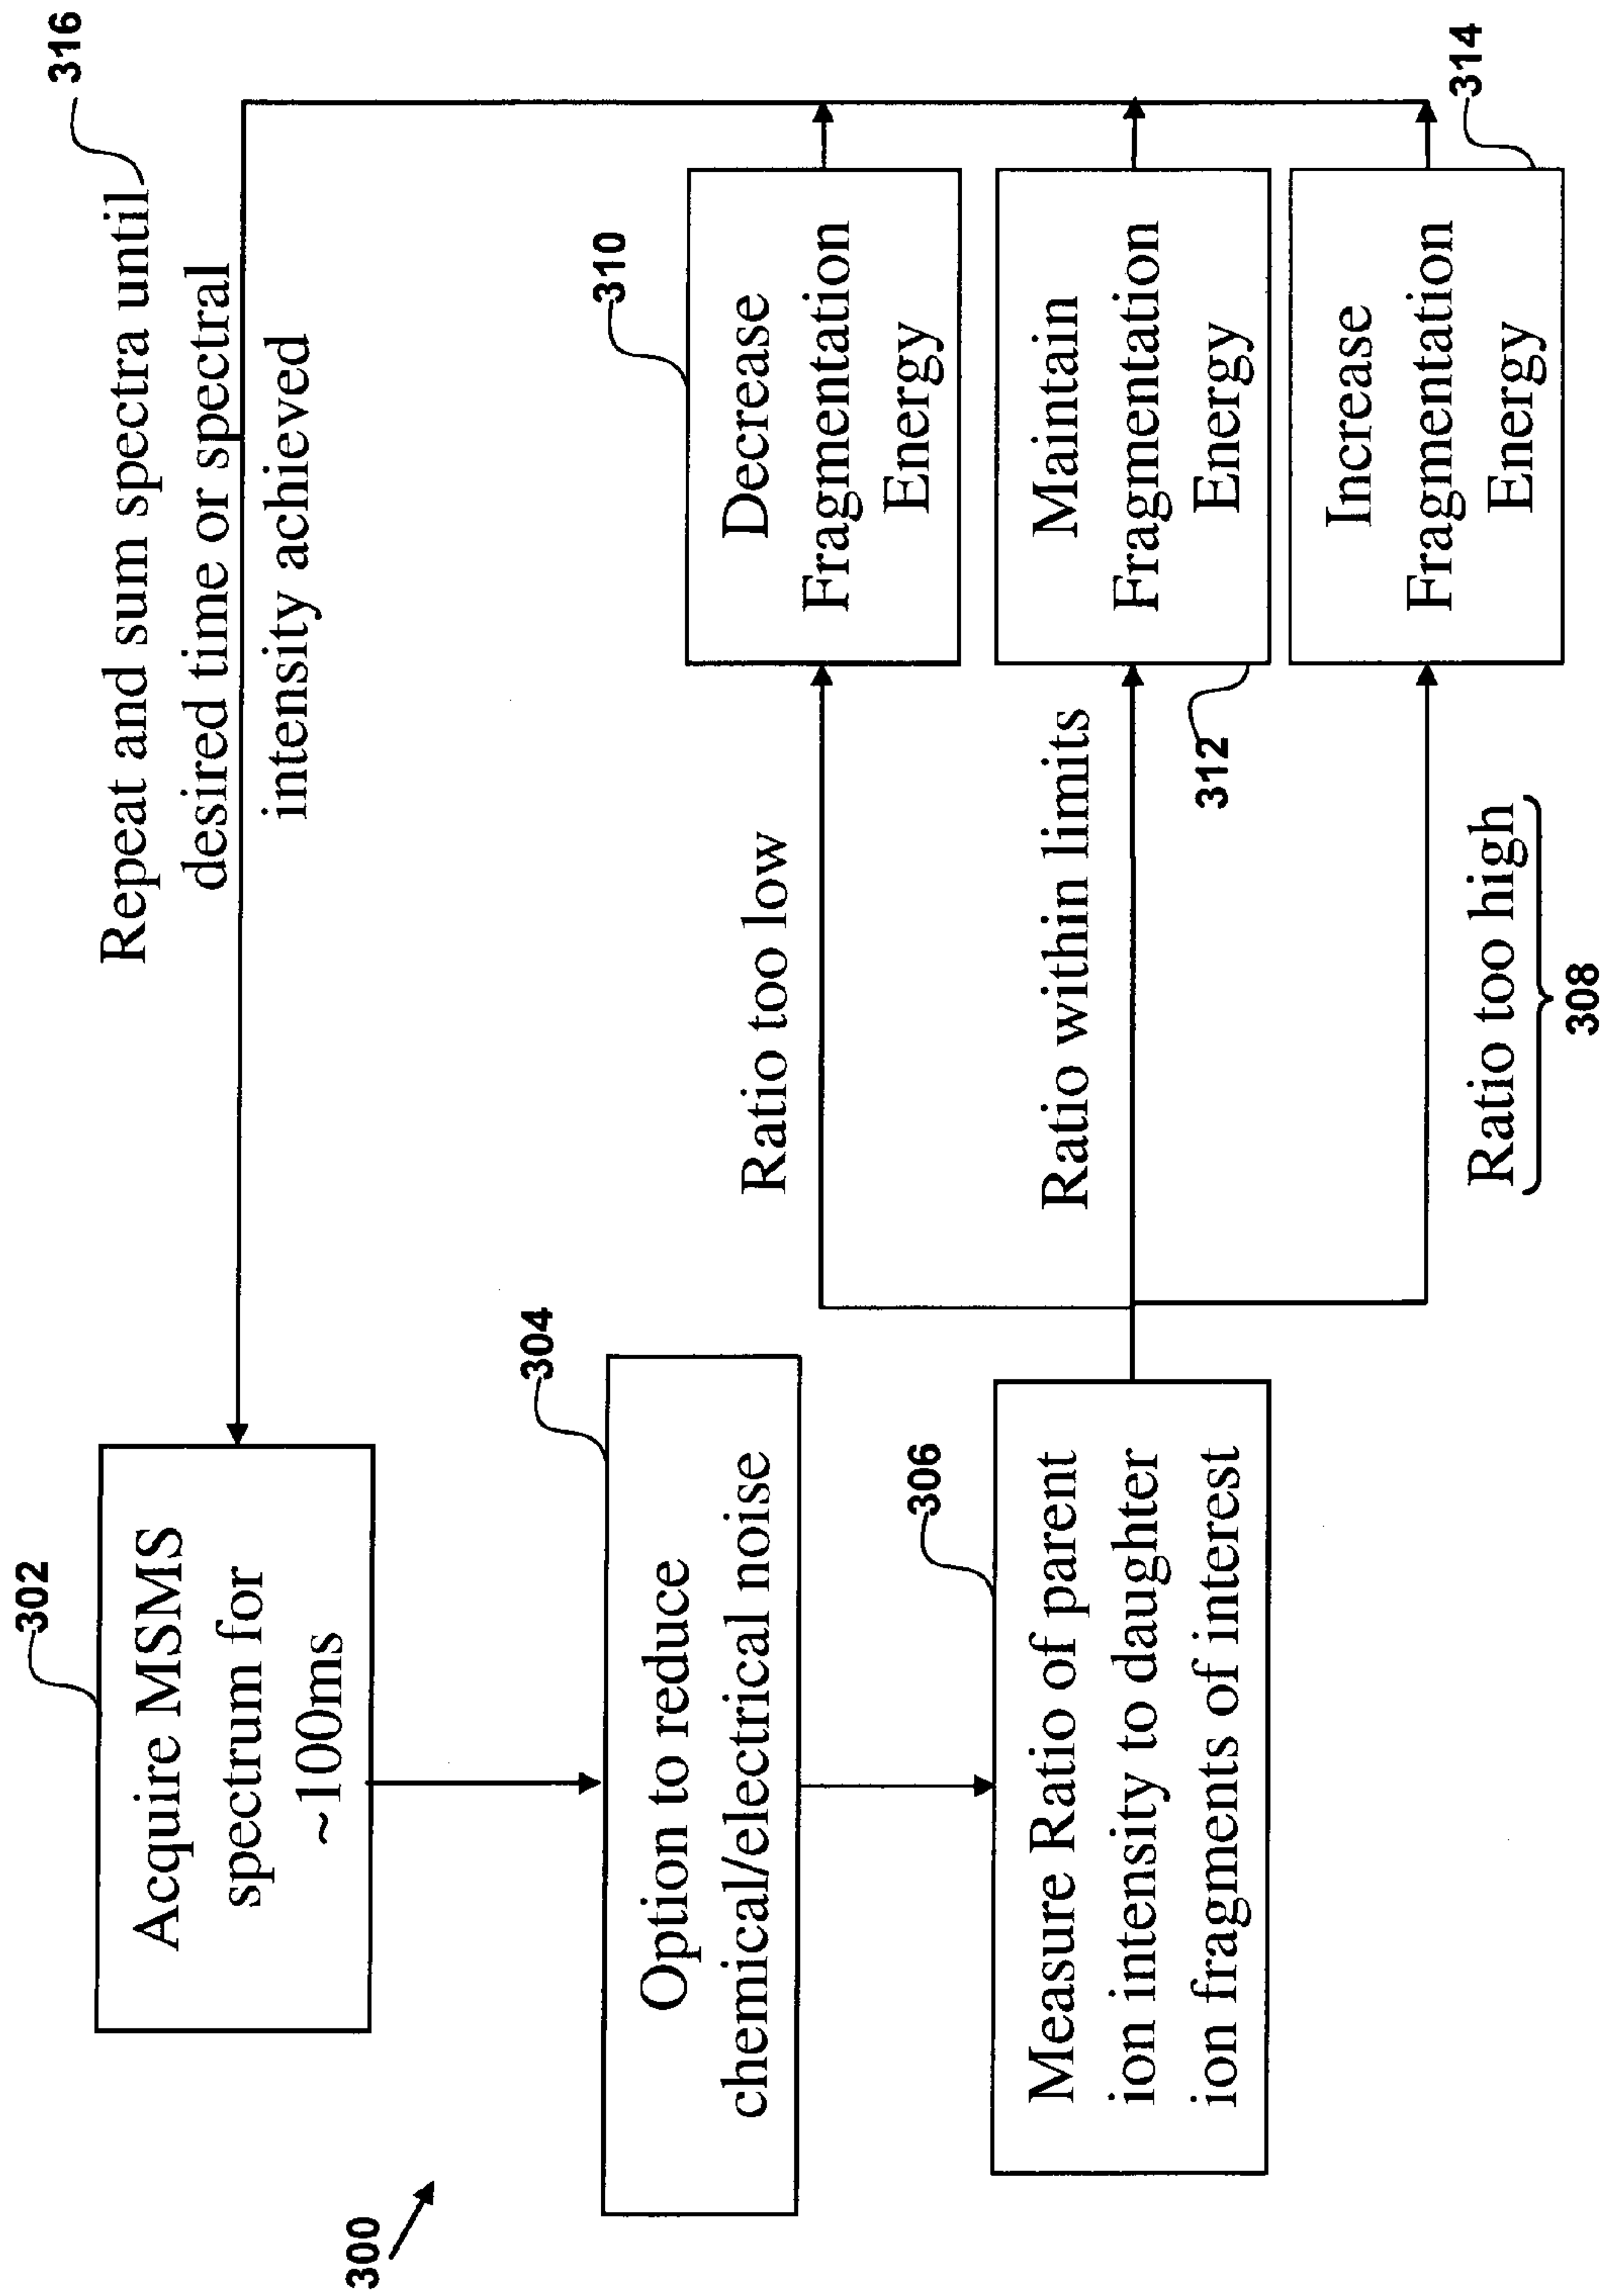 300
302
Acquire MSMS
spectrum for
~100ms
316
Repeat and sum spectra until
desired time or spectral
intensity achieved
304
Option to reduce
chemical/electrical noise
306
Measure Ratio of parent
ion intensity to daughter
ion fragments of interest
Ratio too low
310
Decrease
Fragmentation
Energy
Ratio within limits
312
Maintain
Fragmentation
Energy
Ratio too high
308
314
Increase
Fragmentation
Energy